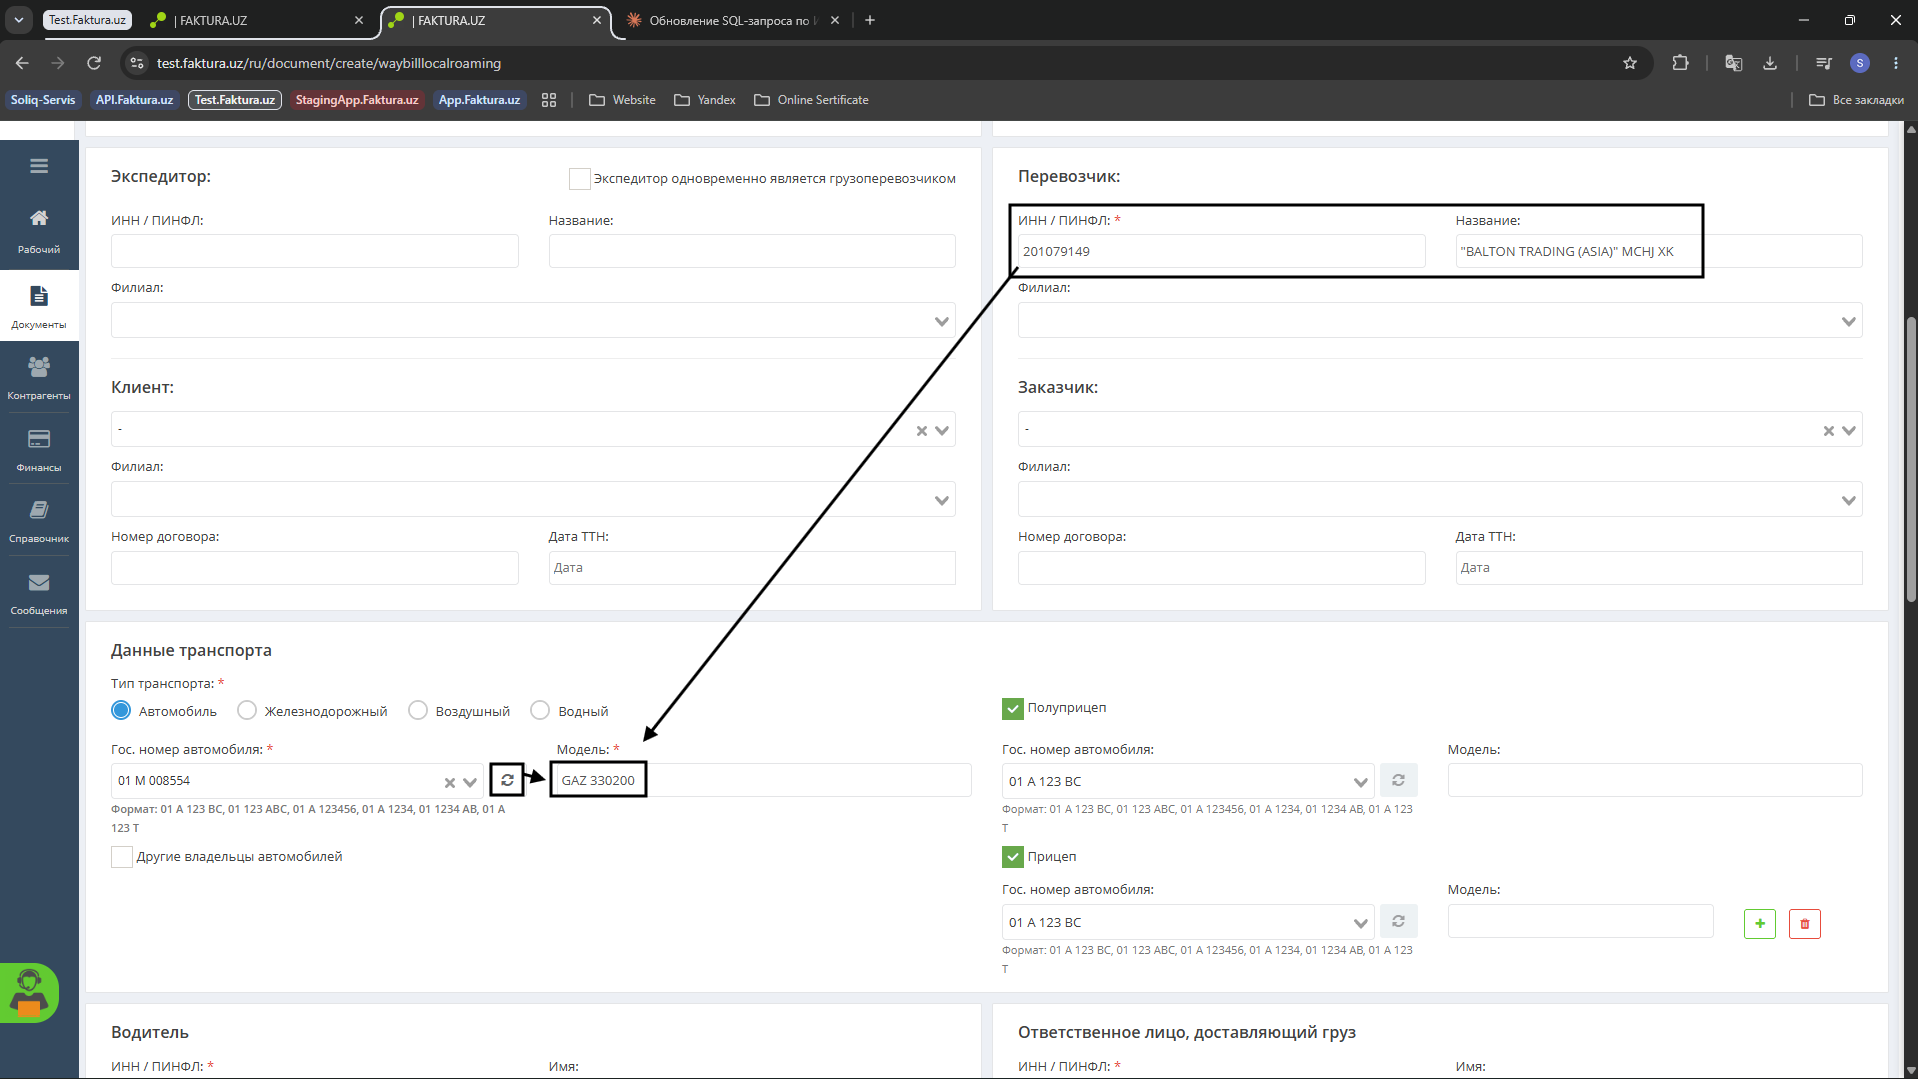 Test.Faktura.uz
| FAKTURA.UZ
| FAKTURA.UZ
Обновление SQL-запроса по
test.faktura.uz/ru/document/create/waybilllocalroaming
S
Soliq-Servis
API.Faktura.uz
Test.Faktura.uz
StagingApp.Faktura.uz
App.Faktura.uz
Website
Yandex
Online Sertificate
Все закладки
Рабочий
Документы
Контрагенты
Финансы
Справочник
Сообщения
Экспедитор:
Экспедитор одновременно является грузоперевозчиком
ИНН / ПИНФЛ:
Название:
Филиал:
Клиент:
-
Филиал:
Номер договора:
Дата ТТН:
Дата
Перевозчик:
ИНН / ПИНФЛ: *
Название:
201079149
"BALTON TRADING (ASIA)" MCHJ XK
Филиал:
Заказчик:
-
Филиал:
Номер договора:
Дата ТТН:
Дата
Данные транспорта
Тип транспорта: *
Автомобиль
Железнодорожный
Воздушный
Водный
Гос. номер автомобиля: *
Модель: *
01 M 008554
GAZ 330200
Формат: 01 A 123 BC, 01 123 ABC, 01 A 123456, 01 A 1234, 01 1234 AB, 01 A
123 T
Другие владельцы автомобилей
Полуприцеп
Гос. номер автомобиля:
Модель:
01 A 123 BC
Формат: 01 A 123 BC, 01 123 ABC, 01 A 123456, 01 A 1234, 01 1234 AB, 01 A 123
T
Прицеп
Гос. номер автомобиля:
Модель:
01 A 123 BC
Формат: 01 A 123 BC, 01 123 ABC, 01 A 123456, 01 A 1234, 01 1234 AB, 01 A 123
T
Водитель
ИНН / ПИНФЛ: *
Имя:
Ответственное лицо, доставляющий груз
ИНН / ПИНФЛ: *
Имя: